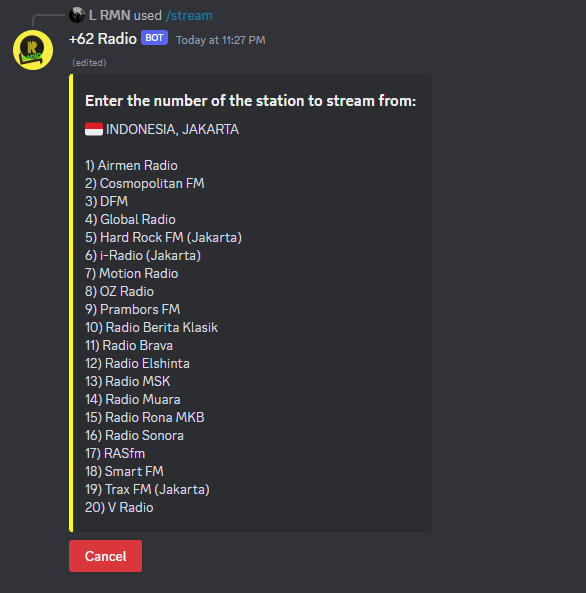 L RMN used /stream
+62 Radio BOT Today at 11:27 PM
(edited)
Enter the number of the station to stream from:
INDONESIA, JAKARTA
1) Airmen Radio
2) Cosmopolitan FM
3) DFM
4) Global Radio
5) Hard Rock FM (Jakarta)
6) i-Radio (Jakarta)
7) Motion Radio
8) OZ Radio
9) Prambors FM
10) Radio Berita Klasik
11) Radio Brava
12) Radio Elshinta
13) Radio MSK
14) Radio Muara
15) Radio Rona MKB
16) Radio Sonora
17) RASfm
18) Smart FM
19) Trax FM (Jakarta)
20) V Radio
Cancel